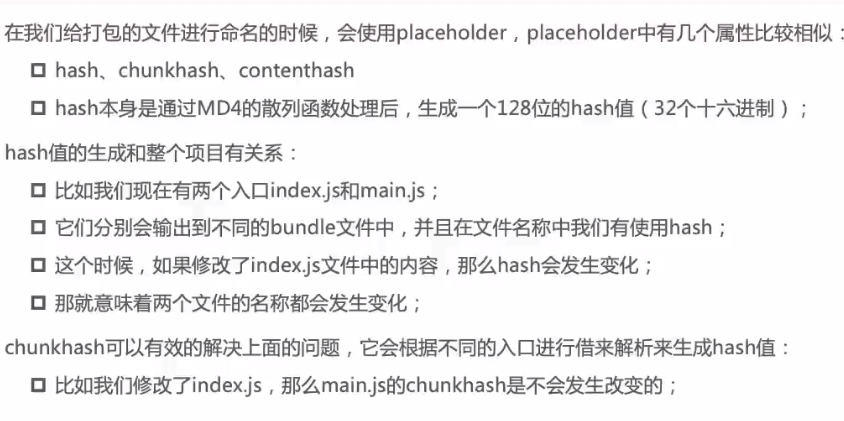 在我们给打包的文件进行命名的时候，会使用placeholder，placeholder中有几个属性比较相似：
hash、chunkhash、contenthash
hash本身是通过MD4的散列函数处理后，生成一个128位的hash值（32个十六进制）；
hash值的生成和整个项目有关系：
比如我们现在有两个入口index.js和main.js；
它们分别会输出到不同的bundle文件中，并且在文件名称中我们有使用hash；
这个时候，如果修改了index.js文件中的内容，那么hash会发生变化；
那就意味着两个文件的名称都会发生变化；
chunkhash可以有效的解决上面的问题，它会根据不同的入口进行借来解析来生成hash值：
比如我们修改了index.js，那么main.js的chunkhash是不会发生改变的；